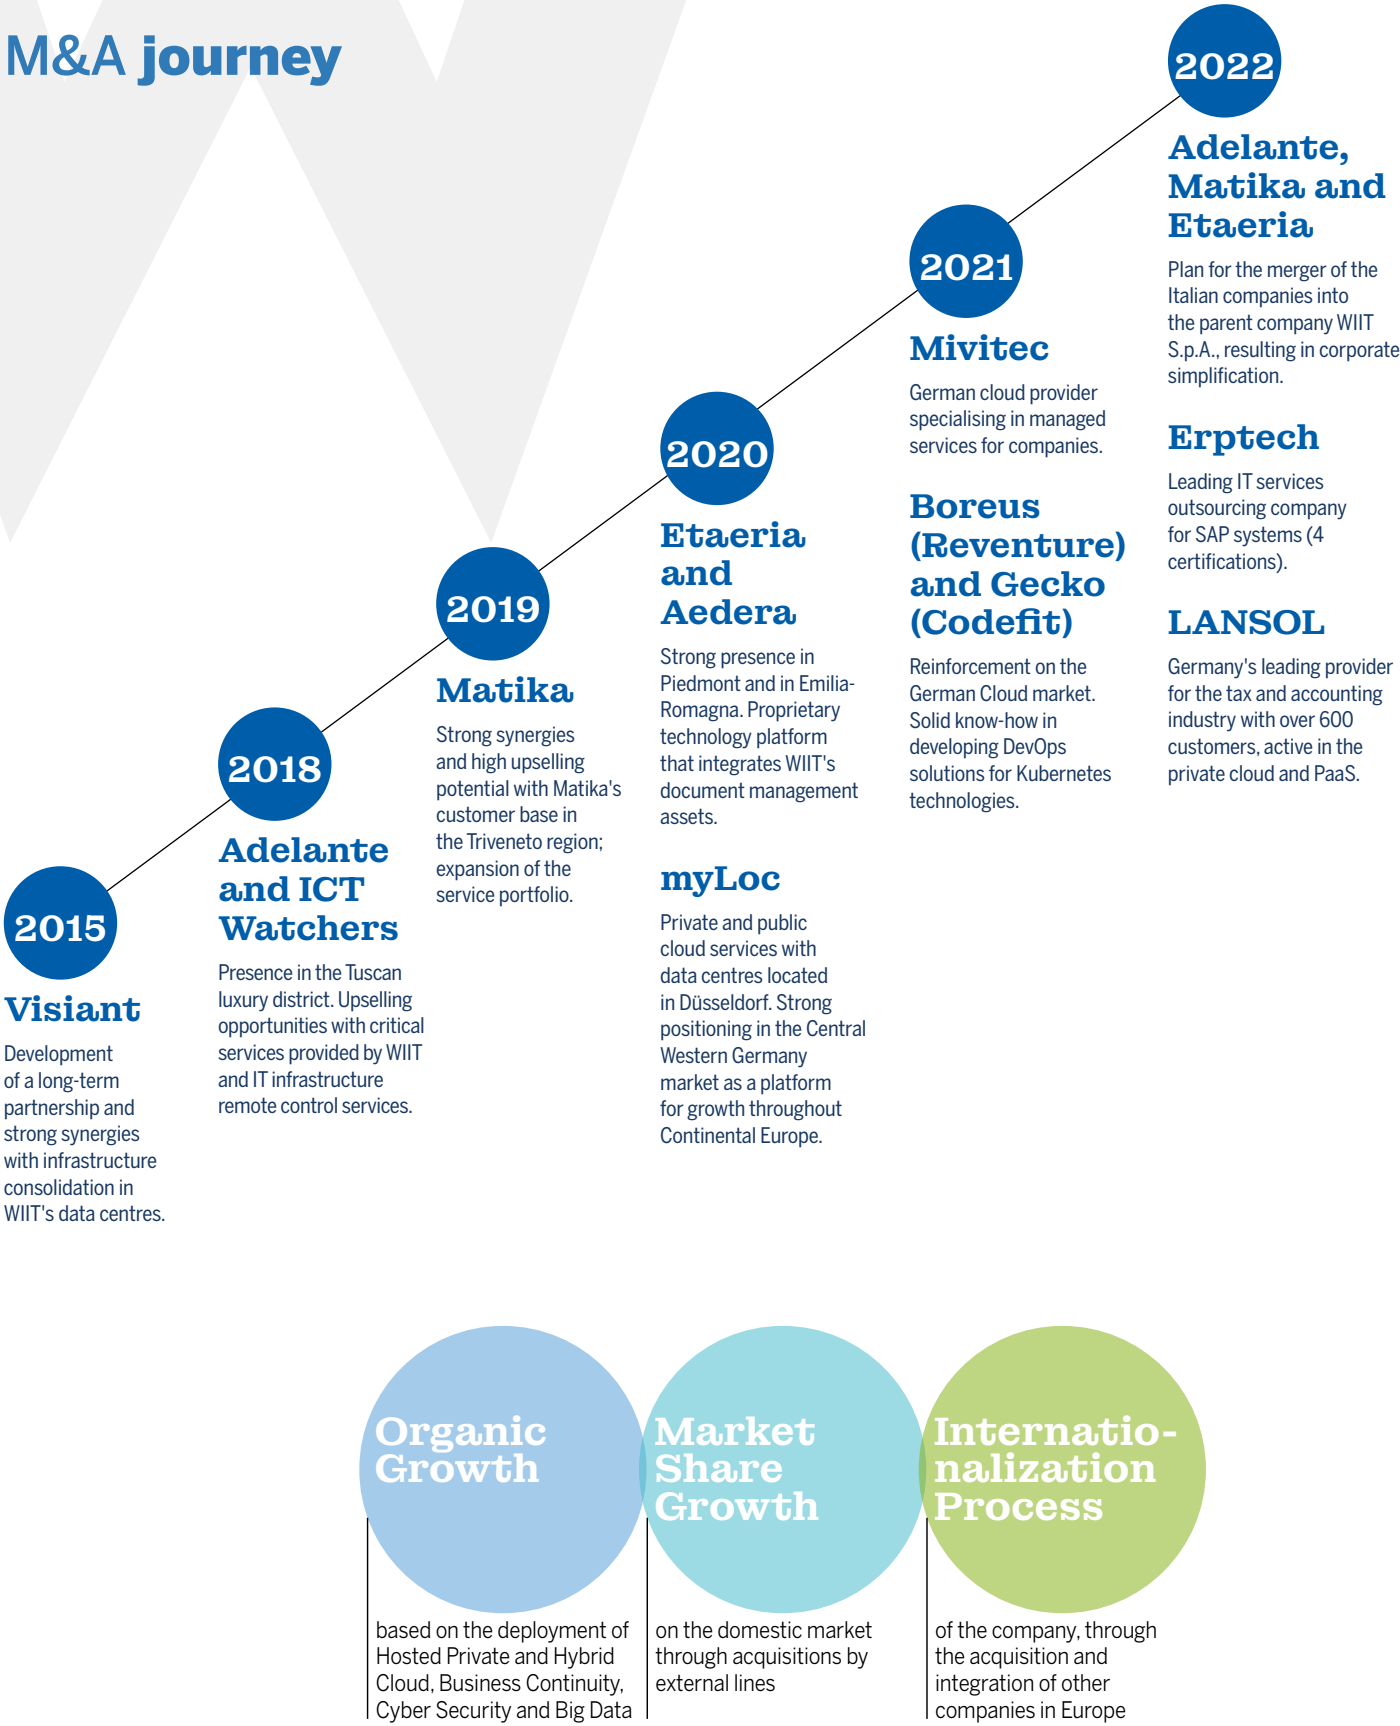 M&A journey
2015
Visiant
Development
of a long-term
partnership and
strong synergies
with infrastructure
consolidation in
WIIT's data centres.
2018
Adelante
and ICT
Watchers
Presence in the Tuscan
luxury district. Upselling
opportunities with critical
services provided by WIIT
and IT infrastructure
remote control services.
2019
Matika
Strong synergies
and high upselling
potential with Matika's
customer base in
the Triveneto region;
expansion of the
service portfolio.
2020
Etaeria
and
Aedera
Strong presence in
Piedmont and in Emilia-
Romagna. Proprietary
technology platform
that integrates WIIT's
document management
assets.
myLoc
Private and public
cloud services with
data centres located
in Düsseldorf. Strong
positioning in the Central
Western Germany
market as a platform
for growth throughout
Continental Europe.
2021
Mivitec
German cloud provider
specialising in managed
services for companies.
Boreus
(Reventure)
and Gecko
(Codefit)
Reinforcement on the
German Cloud market.
Solid know-how in
developing DevOps
solutions for Kubernetes
technologies.
2022
Adelante,
Matika and
Etaeria
Plan for the merger of the
Italian companies into
the parent company WIIT
S.p.A., resulting in corporate
simplification.
Erptech
Leading IT services
outsourcing company
for SAP systems (4
certifications).
LANSOL
Germany's leading provider
for the tax and accounting
industry with over 600
customers, active in the
private cloud and PaaS.
Organic
Growth
based on the deployment of
Hosted Private and Hybrid
Cloud, Business Continuity,
Cyber Security and Big Data
Market
Share
Growth
on the domestic market
through acquisitions by
external lines
Internatio-
nalization
Process
of the company, through
the acquisition and
integration of other
companies in Europe